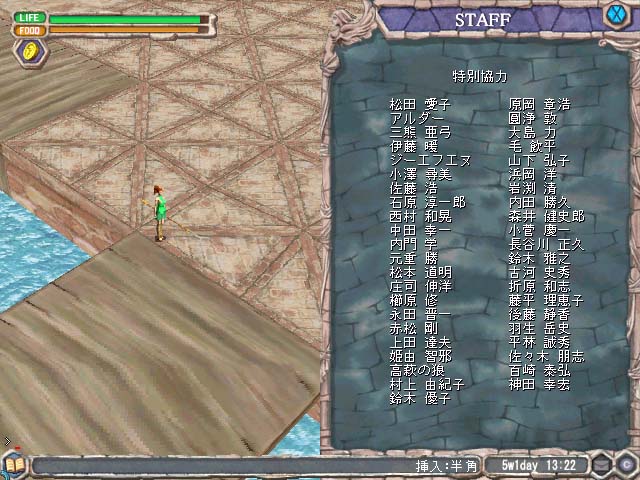 LIFE
FOOD
STAFF
特別協力
松田 愛子
アルダー
三熊 亜弓
伊藤 暖
ジーエフエヌ
小澤 尋美
佐藤 浩
石原 淳一郎
西村 和晃
中田 幸一
内門 学
元重 勝
松本 道明
庄司 伸洋
櫛原 修
永田 晋一
赤松 剛
上田 達夫
姫由 智邪
高萩の狼
村上 由紀子
鈴木 優子
原岡 章浩
圓浄 敦
大島 力
毛 歆平
山下 弘子
浜岡 洋
岩渕 清
内田 勝久
森井 健史郎
小菅 慶一
長谷川 正久
鈴木 雅之
古河 史秀
折原 和志
藤平 理恵子
後藤 静香
羽生 岳史
平林 誠秀
佐々木 朋志
百崎 泰弘
神田 幸宏
>
挿入:半角
5w1day 13:22